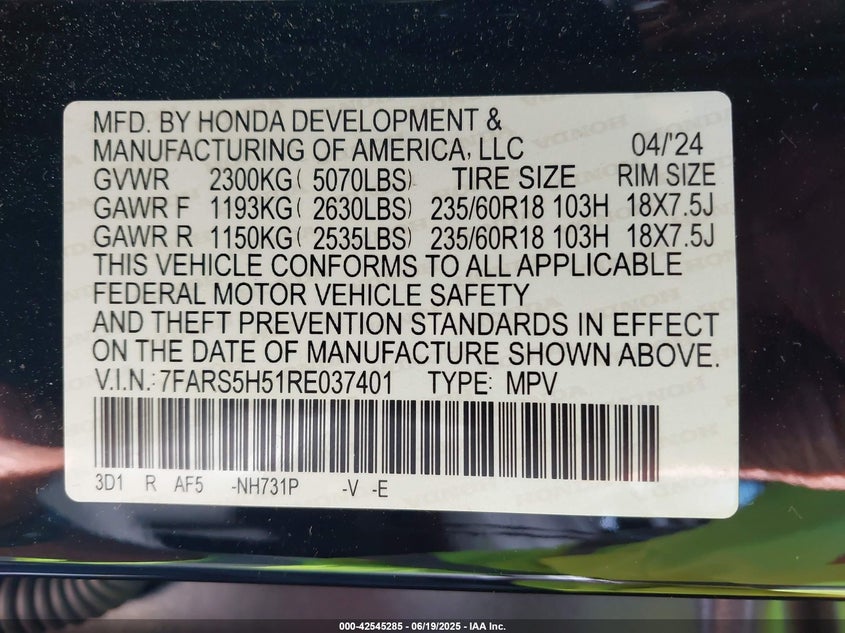 MFD. BY HONDA DEVELOPMENT &
MANUFACTURING OF AMERICA, LLC 04/'24
GVWR 2300KG( 5070LBS) TIRE SIZE RIM SIZE
GAWR F 1193KG( 2630LBS) 235/60R18 103H 18X7.5J
GAWR R 1150KG( 2535LBS) 235/60R18 103H 18X7.5J
THIS VEHICLE CONFORMS TO ALL APPLICABLE
FEDERAL MOTOR VEHICLE SAFETY
AND THEFT PREVENTION STANDARDS IN EFFECT
ON THE DATE OF MANUFACTURE SHOWN ABOVE.
V.I.N.:7FARS5H51RE037401 TYPE: MPV
3D1 R AF5 -NH731P -V -E
000-42545285 - 06/19/2025 - IAA Inc.